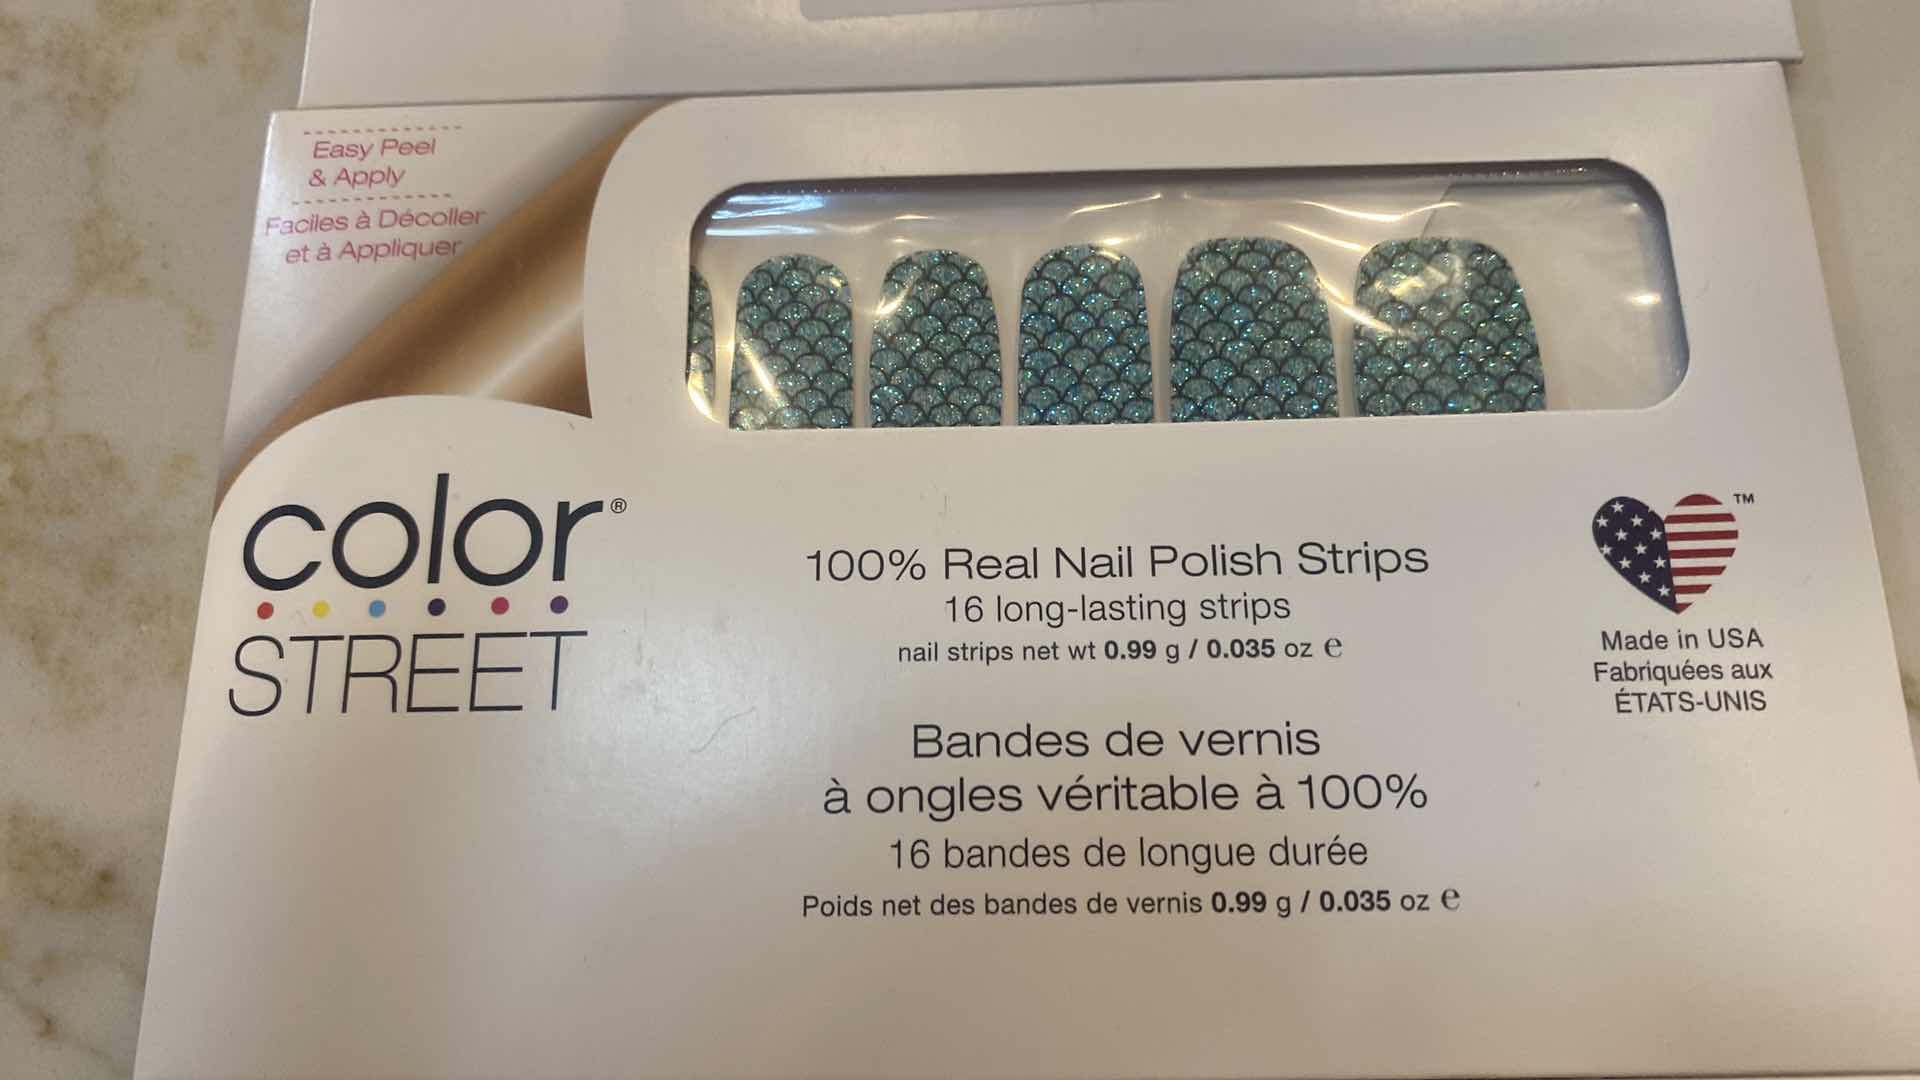 Easy Peel
& Apply
Faciles à Décoller
et à Appliquer
color®
STREET
100% Real Nail Polish Strips
16 long-lasting strips
nail strips net wt 0.99 g / 0.035 oz ℮
Bandes de vernis
à ongles véritable à 100%
16 bandes de longue durée
Poids net des bandes de vernis 0.99 g / 0.035 oz ℮
™
Made in USA
Fabriquées aux
ÉTATS-UNIS